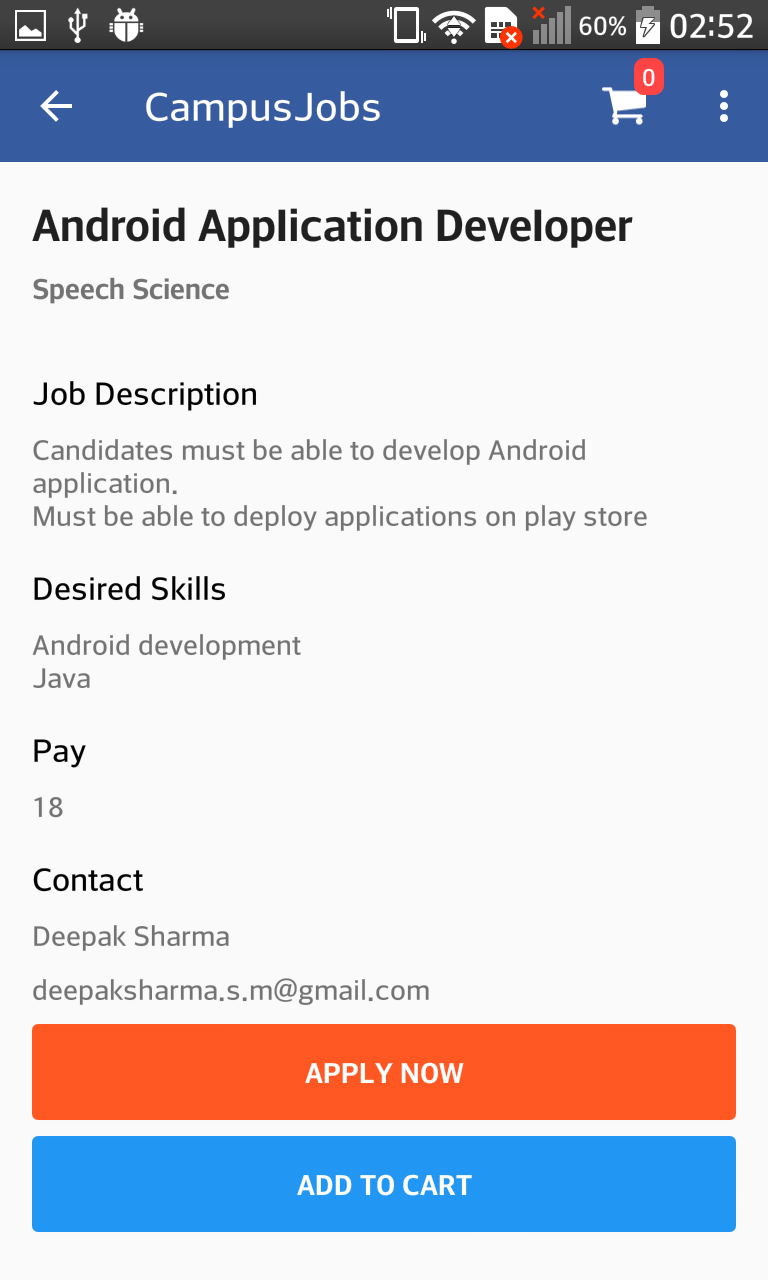 60% 02:52
CampusJobs 0
Android Application Developer
Speech Science
Job Description
Candidates must be able to develop Android
application.
Must be able to deploy applications on play store
Desired Skills
Android development
Java
Pay
18
Contact
Deepak Sharma
deepaksharma.s.m@gmail.com
APPLY NOW
ADD TO CART